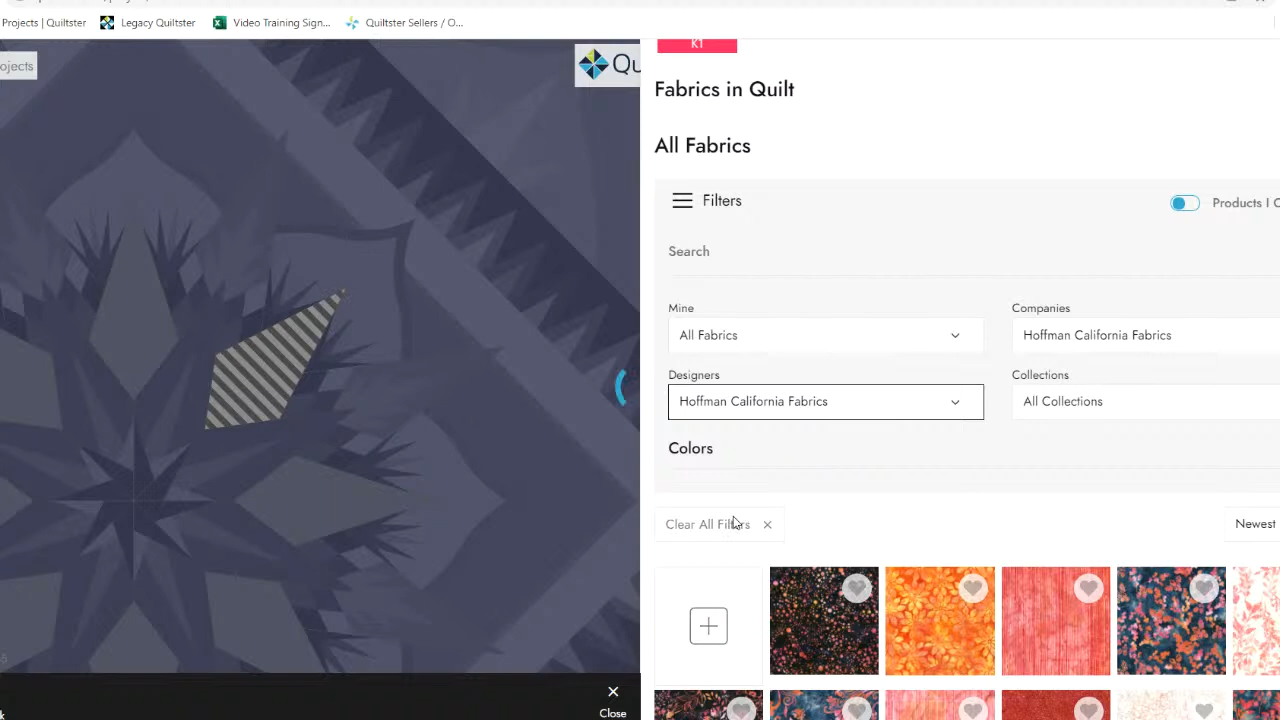 Projects | Quiltster Legacy Quiltster Video Training Sign... Quiltster Sellers / O...
ojects
Qu
K1
Fabrics in Quilt
All Fabrics
Filters
Products | C
Search
Mine
Companies
All Fabrics
Hoffman California Fabrics
Designers
Collections
Hoffman California Fabrics
All Collections
Colors
Clear All Filters
Newest
Close